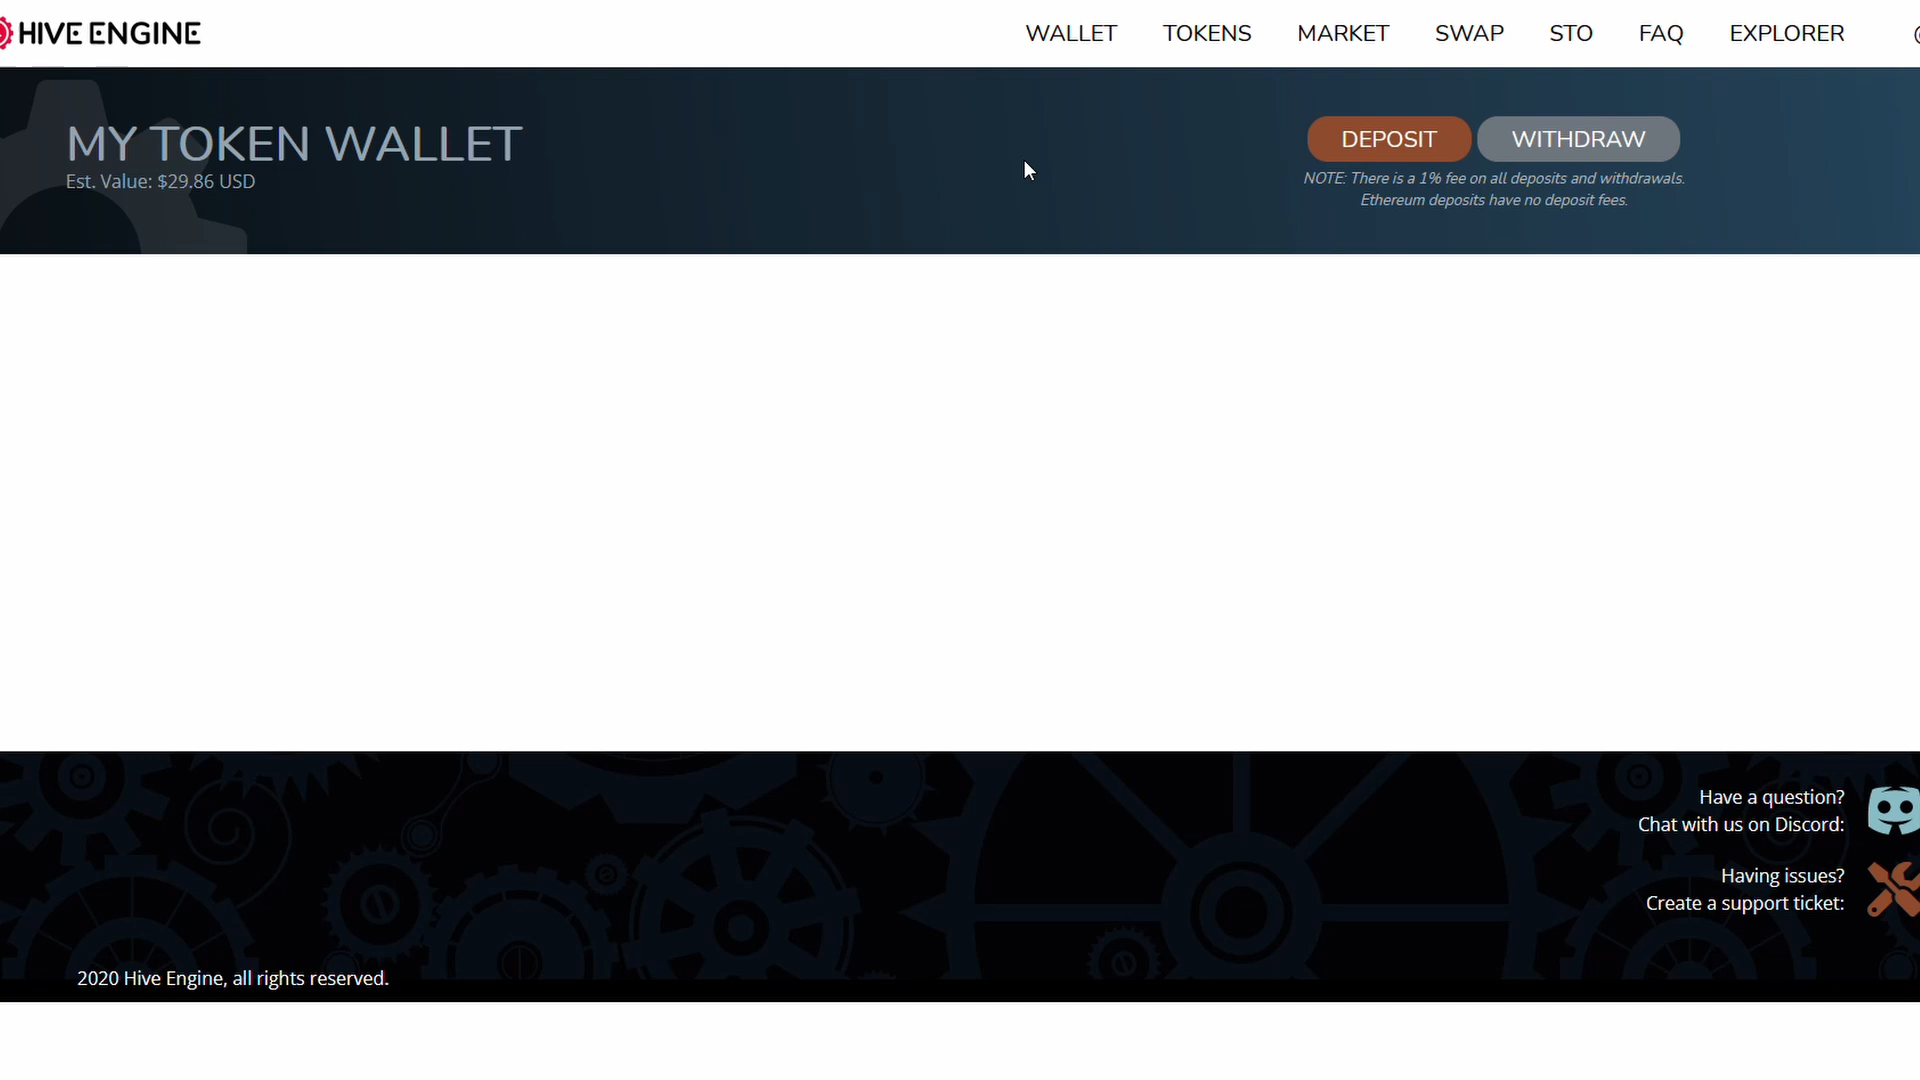 HIVE ENGINE
WALLET TOKENS MARKET SWAP STO FAQ EXPLORER
MY TOKEN WALLET
Est. Value: $29.86 USD
DEPOSIT WITHDRAW
NOTE: There is a 1% fee on all deposits and withdrawals.
Ethereum deposits have no deposit fees.
Have a question?
Chat with us on Discord:
Having issues?
Create a support ticket:
2020 Hive Engine, all rights reserved.